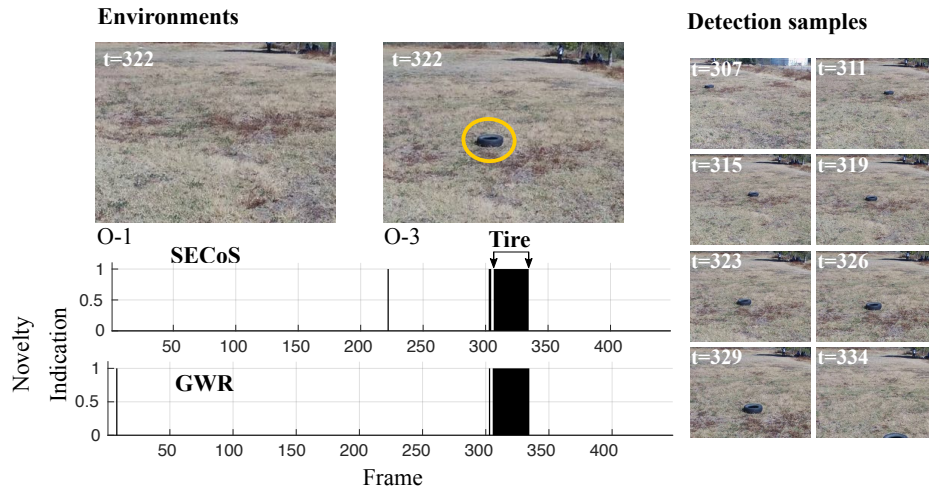 Environments
Detection samples
t=322
t=322
O-1
O-3
Tire
SECoS
1
0.5
0
50 100 150 200 250 300 350 400
GWR
1
0.5
0
50 100 150 200 250 300 350 400
Novelty
Indication
Frame
t=307
t=311
t=315
t=319
t=323
t=326
t=329
t=334